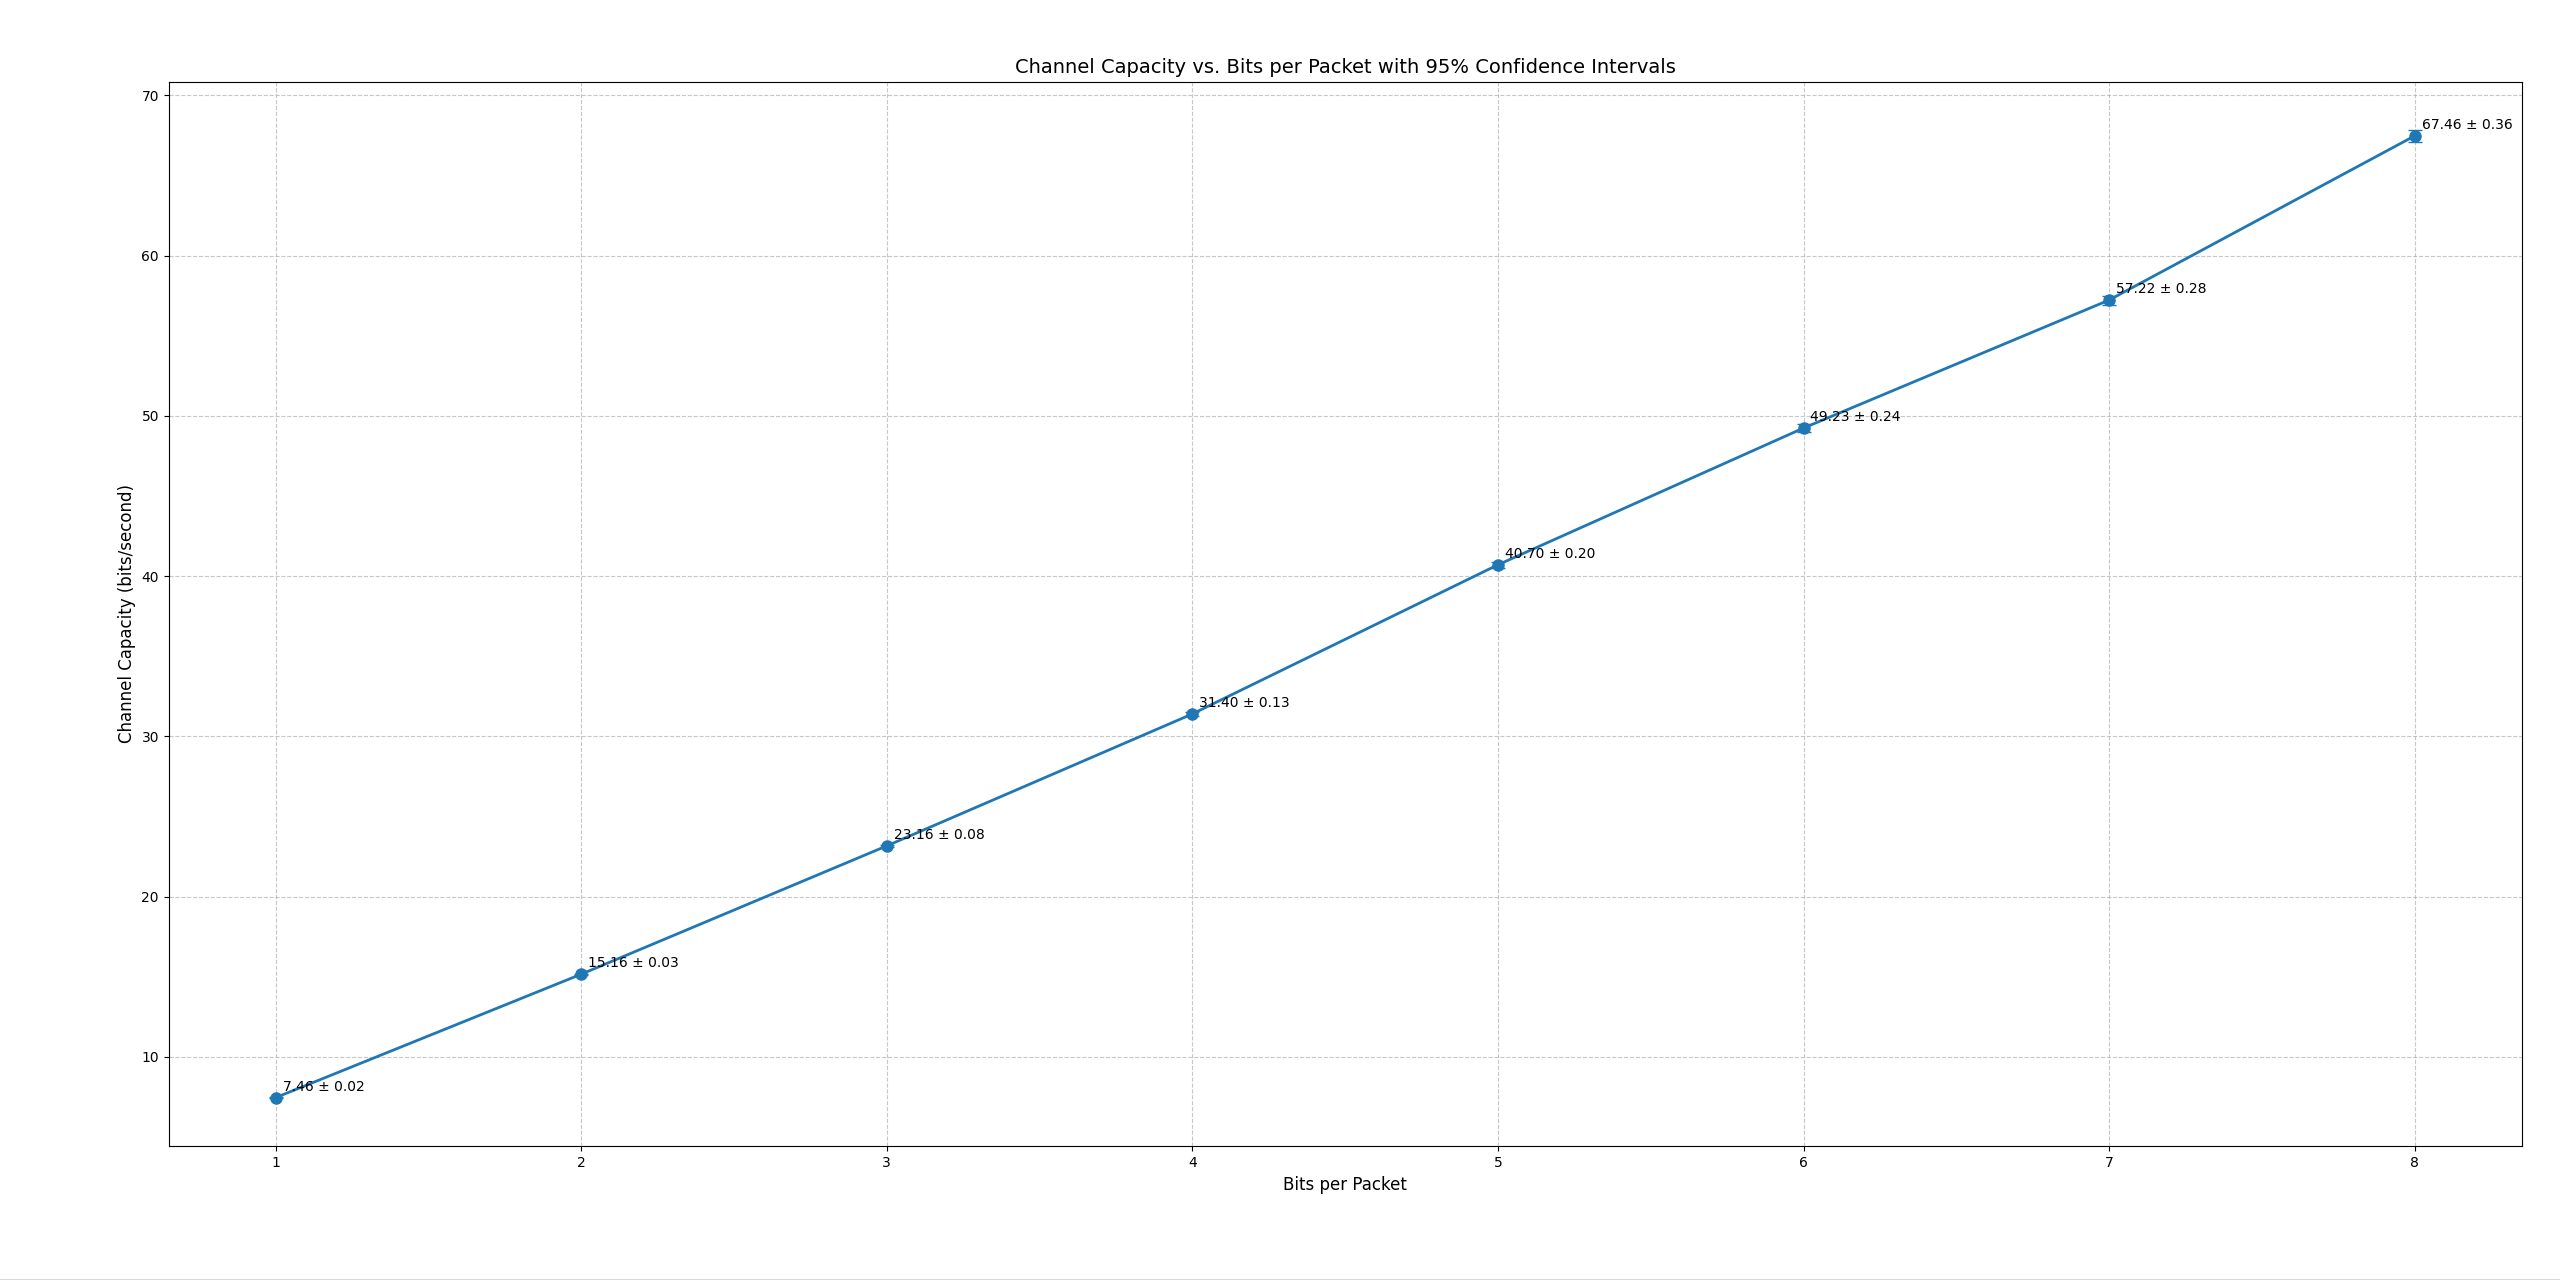 Channel Capacity vs. Bits per Packet with 95% Confidence Intervals
Channel Capacity (bits/second)
70
60
50
40
30
20
10
67.46 ± 0.36
57.22 ± 0.28
49.23 ± 0.24
40.70 ± 0.20
31.40 ± 0.13
23.16 ± 0.08
15.16 ± 0.03
7.46 ± 0.02
1 2 3 4 5 6 7 8
Bits per Packet